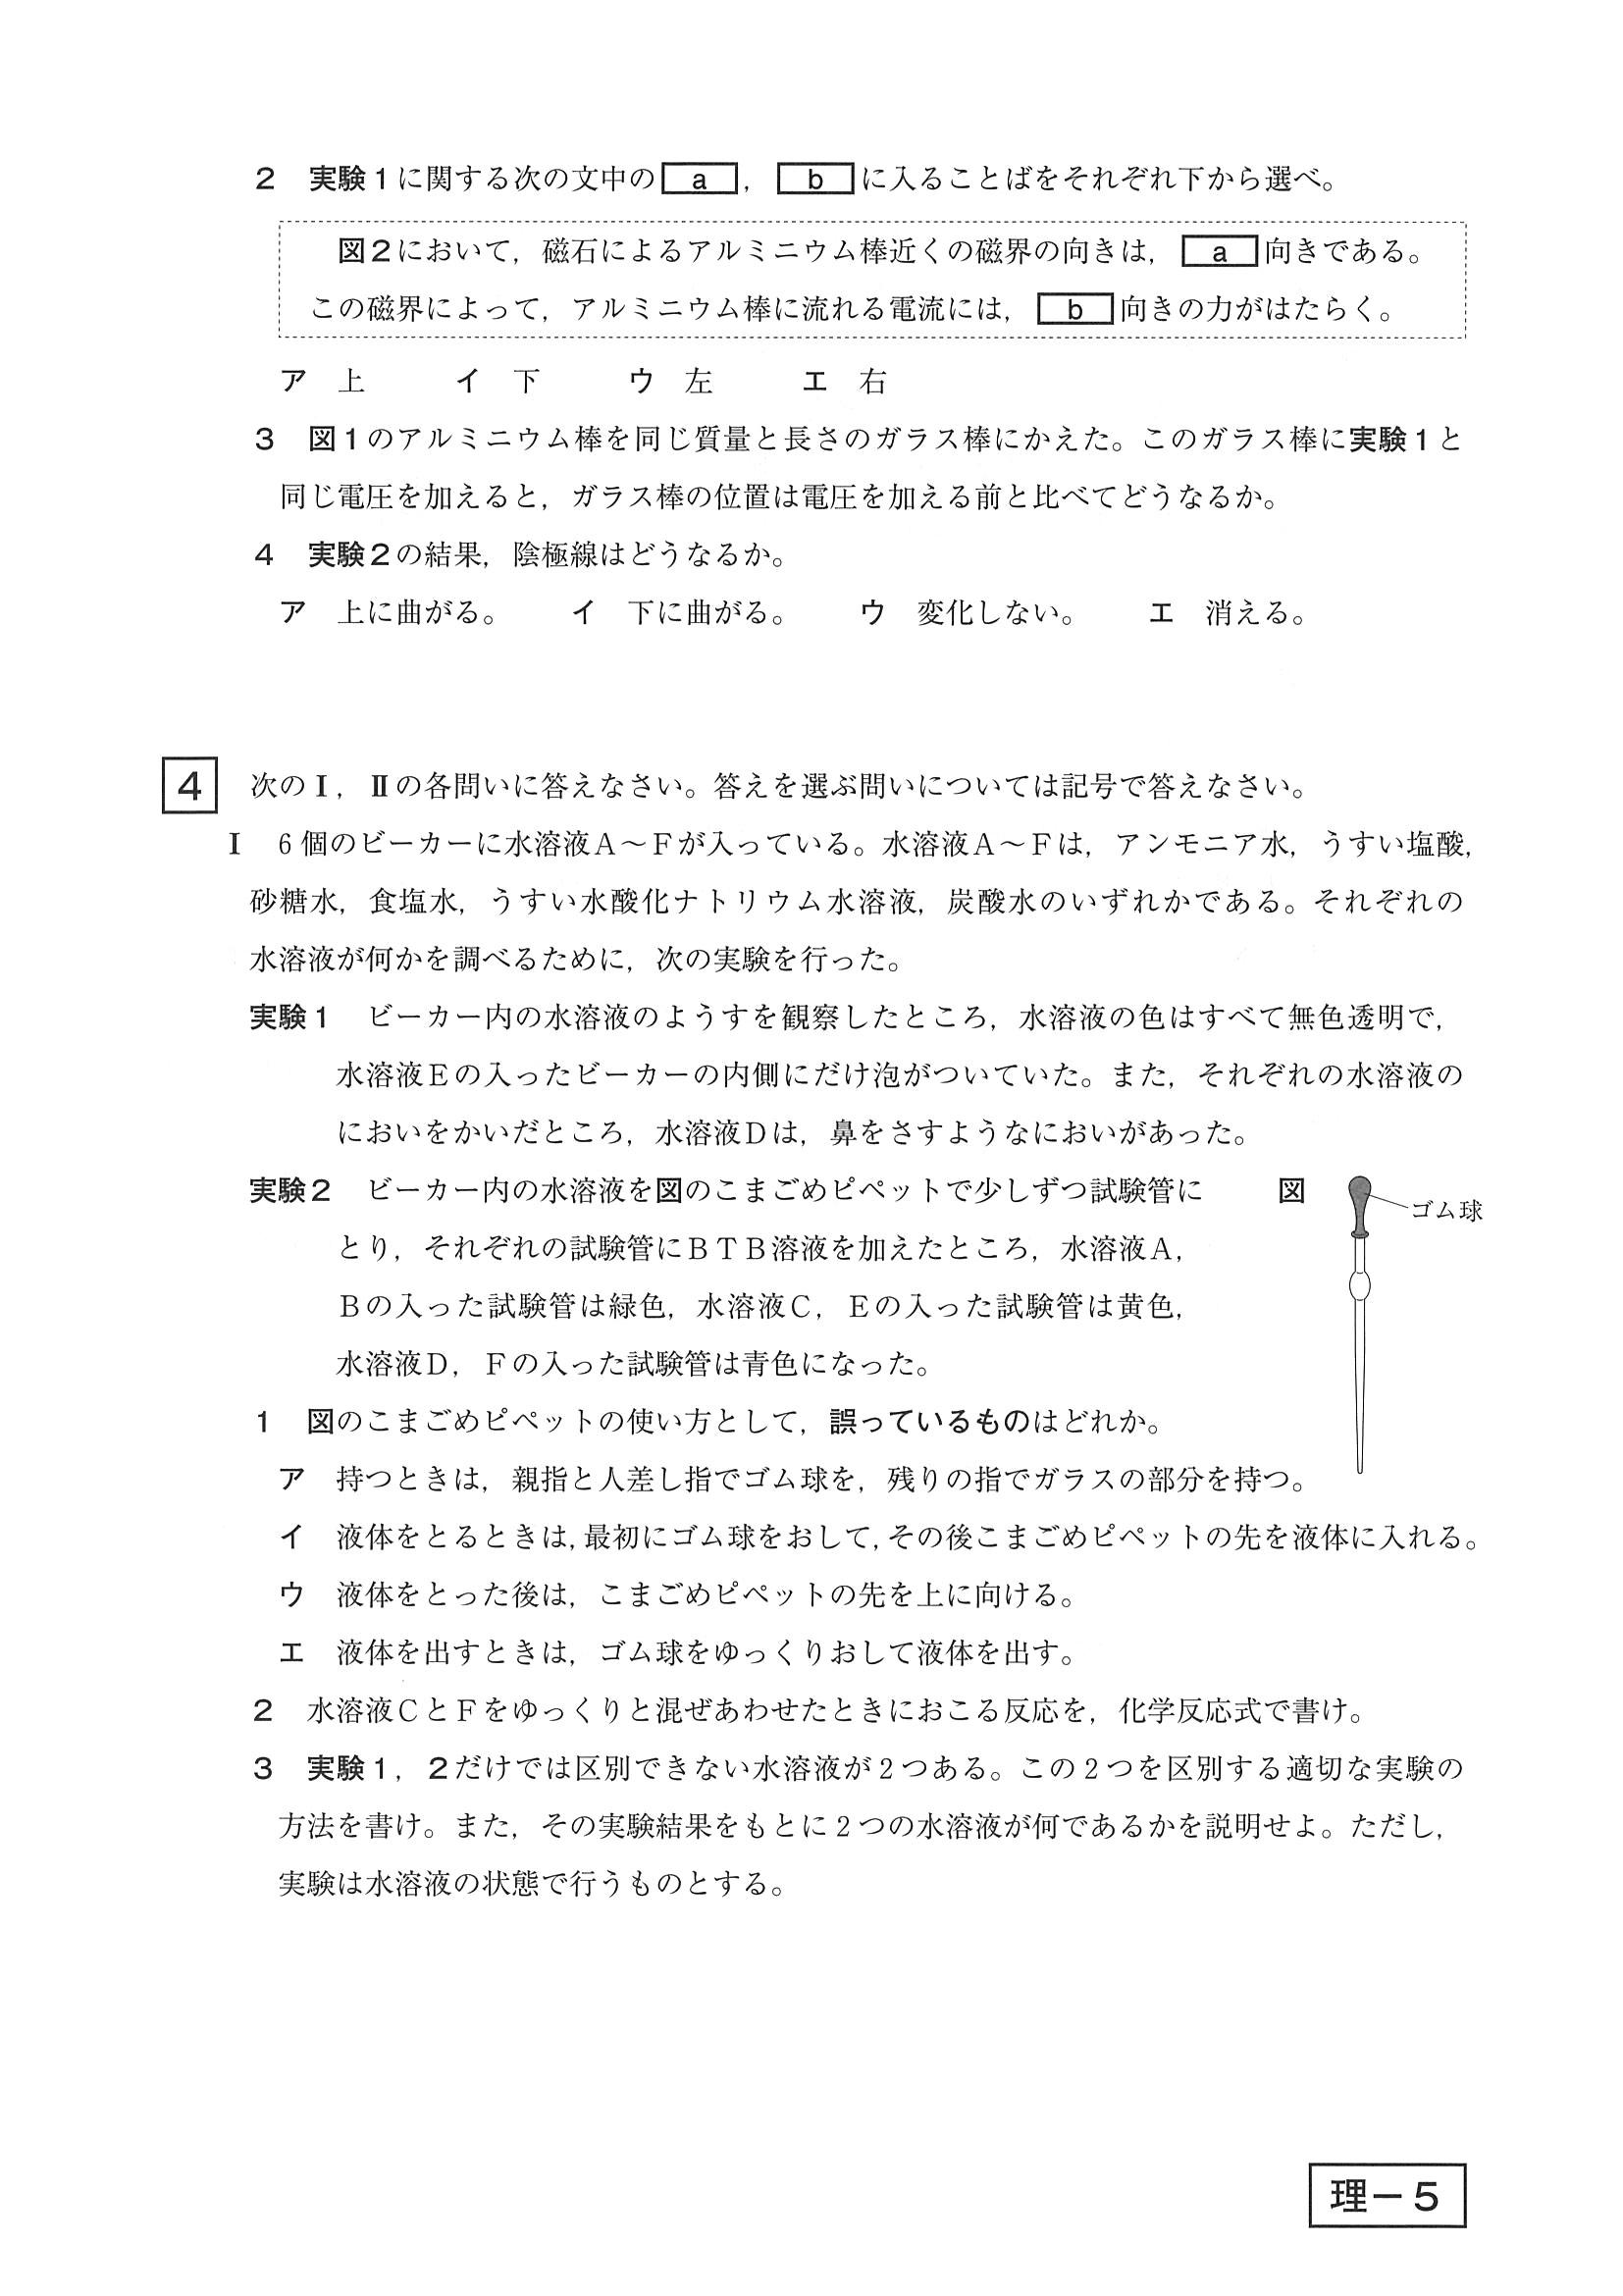 2 実験1に関する次の文中の a ， b に入ることばをそれぞれ下から選べ。
図2において，磁石によるアルミニウム棒近くの磁界の向きは， a 向きである。
この磁界によって，アルミニウム棒に流れる電流には， b 向きの力がはたらく。
ア 上 イ 下 ウ 左 エ 右
3 図1のアルミニウム棒を同じ質量と長さのガラス棒にかえた。このガラス棒に実験1と
同じ電圧を加えると，ガラス棒の位置は電圧を加える前と比べてどうなるか。
4 実験2の結果，陰極線はどうなるか。
ア 上に曲がる。 イ 下に曲がる。 ウ 変化しない。 エ 消える。
4 次のⅠ，Ⅱの各問いに答えなさい。答えを選ぶ問いについては記号で答えなさい。
Ⅰ 6個のビーカーに水溶液A～Fが入っている。水溶液A～Fは，アンモニア水，うすい塩酸，
砂糖水，食塩水，うすい水酸化ナトリウム水溶液，炭酸水のいずれかである。それぞれの
水溶液が何かを調べるために，次の実験を行った。
実験1 ビーカー内の水溶液のようすを観察したところ，水溶液の色はすべて無色透明で，
水溶液Eの入ったビーカーの内側にだけ泡がついていた。また，それぞれの水溶液の
においをかいだところ，水溶液Dは，鼻をさすようなにおいがあった。
実験2 ビーカー内の水溶液を図のこまごめピペットで少しずつ試験管に
とり，それぞれの試験管にBTB溶液を加えたところ，水溶液A，
Bの入った試験管は緑色，水溶液C，Eの入った試験管は黄色，
水溶液D，Fの入った試験管は青色になった。
図
ゴム球
1 図のこまごめピペットの使い方として，誤っているものはどれか。
ア 持つときは，親指と人差し指でゴム球を，残りの指でガラスの部分を持つ。
イ 液体をとるときは，最初にゴム球をおして，その後こまごめピペットの先を液体に入れる。
ウ 液体をとった後は，こまごめピペットの先を上に向ける。
エ 液体を出すときは，ゴム球をゆっくりおして液体を出す。
2 水溶液CとFをゆっくりと混ぜあわせたときにおこる反応を，化学反応式で書け。
3 実験1，2だけでは区別できない水溶液が2つある。この2つを区別する適切な実験の
方法を書け。また，その実験結果をもとに2つの水溶液が何であるかを説明せよ。ただし，
実験は水溶液の状態で行うものとする。
理－5